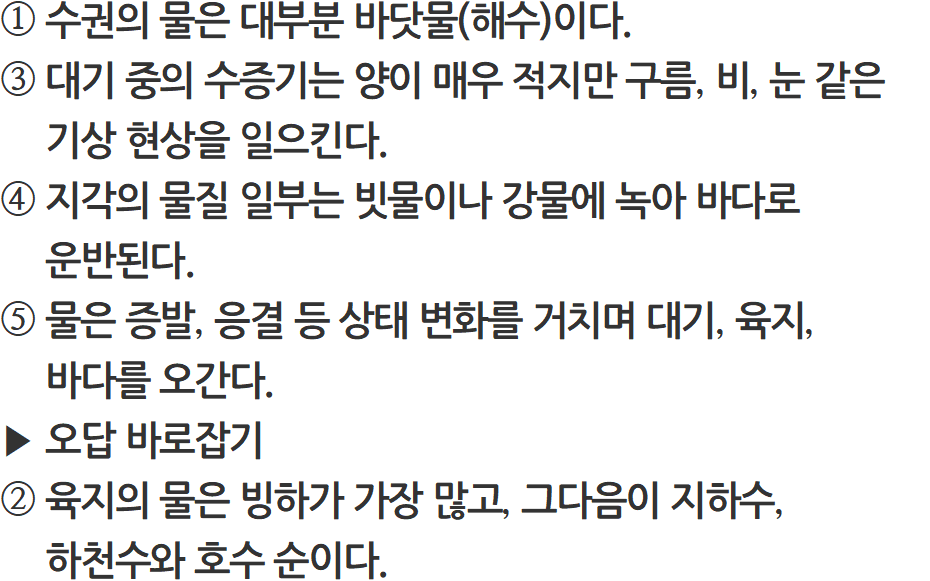 ① 수권의 물은 대부분 바닷물(해수)이다.
③ 대기 중의 수증기는 양이 매우 적지만 구름, 비, 눈 같은
기상 현상을 일으킨다.
④ 지각의 물질 일부는 빗물이나 강물에 녹아 바다로
운반된다.
⑤ 물은 증발, 응결 등 상태 변화를 거치며 대기, 육지,
바다를 오간다.
▶ 오답 바로잡기
② 육지의 물은 빙하가 가장 많고, 그다음이 지하수,
하천수와 호수 순이다.